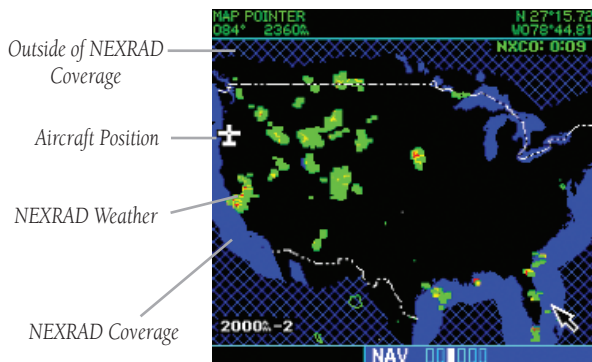 MAP POINTER
084° 2360nm
N 27°15.72
W078°44.81
NXCO: 0:09
Outside of NEXRAD
Coverage
Aircraft Position
NEXRAD Weather
NEXRAD Coverage
2000nm-2
NAV